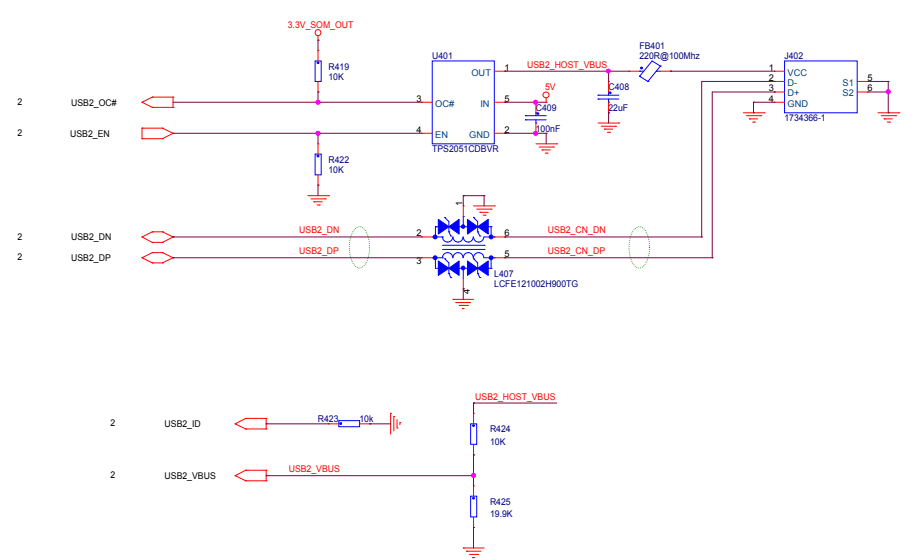 3.3V_SOM_OUT
R419
10K
U401
OUT
1
USB2_HOST_VBUS
FB401
220R@100Mhz
J402
1
VCC
2
D-
3
D+
4
GND
S1
5
S2
6
1734366-1
2
USB2_OC#
3
OC#
IN
5
5V
C409
100nF
C408
22uF
2
USB2_EN
4
EN
GND
2
TPS2051CDBVR
R422
10K
1
2
USB2_DN
USB2_DN
2
6
USB2_CN_DN
2
USB2_DP
USB2_DP
3
5
USB2_CN_DP
4
L407
LCFE121002H900TG
USB2_HOST_VBUS
2
USB2_ID
R423
10k
R424
10K
2
USB2_VBUS
USB2_VBUS
R425
19.9K